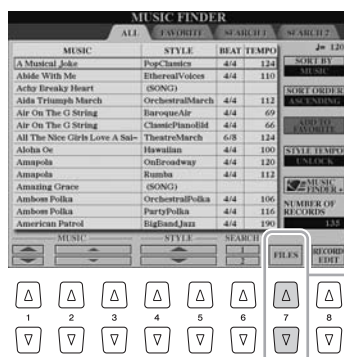 MUSIC FINDER
ALL FAVORITE SEARCH 1 SEARCH 2
MUSIC STYLE BEAT TEMPO
A Musical Joke PopClassics 4/4 124
Abide With Me EtherealVoices 4/4 110
Achy Breaky Heart (SONG)
Aida Triumph March OrchestralMarch 4/4 112
Air On The G String BaroqueAir 4/4 69
Air On The G String ClassicPianoBld 4/4 66
All The Nice Girls Love A Sai~ TheatreMarch 6/8 124
Aloha Oe Hawaiian 4/4 100
Amapola OnBroadway 4/4 120
Amapola Rumba 4/4 112
Amazing Grace (SONG)
Amboss Polka OrchestralPolka 4/4 106
Amboss Polka PartyPolka 4/4 116
American Patrol BigBandJazz 4/4 190
♩= 120
SORT BY
MUSIC
SORT ORDER
ASCENDING
ADD TO
FAVORITE
STYLE TEMPO
UNLOCK
MUSIC
FINDER+
NUMBER OF
RECORDS
135
MUSIC STYLE SEARCH
1
2
FILES
RECORD
EDIT
1 2 3 4 5 6 7 8